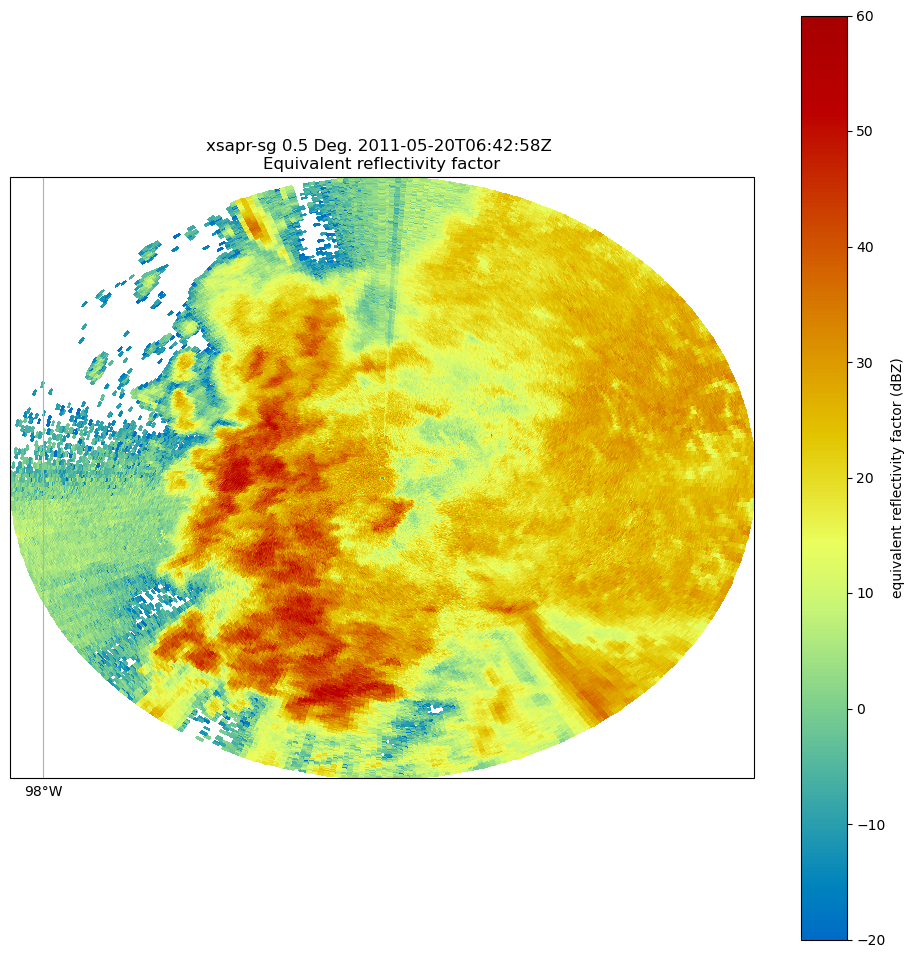 xsapr-sg 0.5 Deg. 2011-05-20T06:42:58Z
Equivalent reflectivity factor
98°W
60
50
40
30
20
10
0
−10
−20
equivalent reflectivity factor (dBZ)